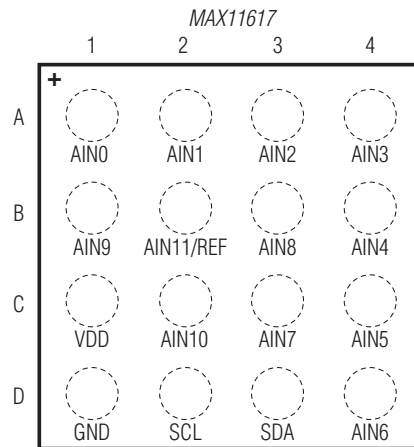 MAX11617
1 2 3 4
+
A
AIN0 AIN1 AIN2 AIN3
B
AIN9 AIN11/REF AIN8 AIN4
C
VDD AIN10 AIN7 AIN5
D
GND SCL SDA AIN6